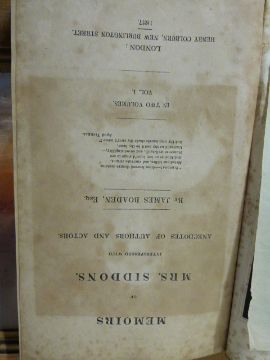 MEMOIRS
OF
MRS. SIDDONS.
INTERSPERSED WITH
ANECDOTES OF AUTHORS AND ACTORS.
BY JAMES BOADEN, Esq.
IN TWO VOLUMES.
VOL. I.
LONDON:
HENRY COLBURN, NEW BURLINGTON STREET.
1827.